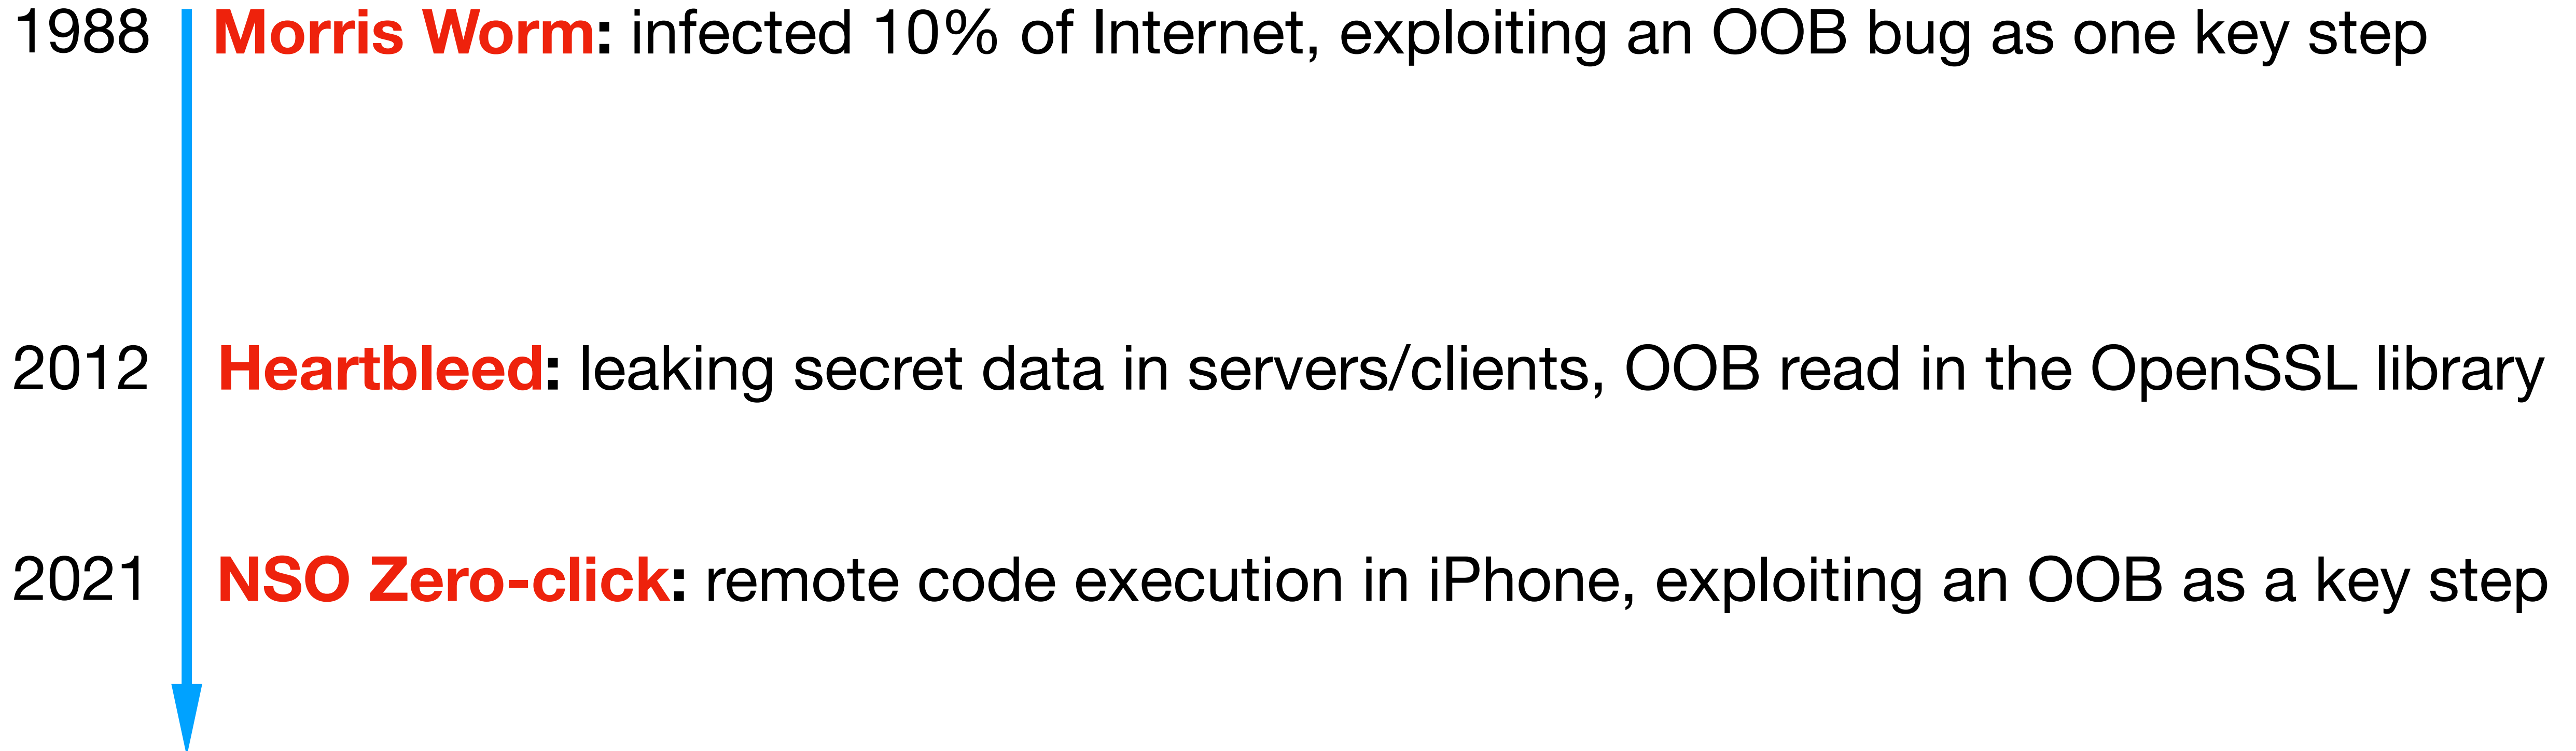 1988 Morris Worm: infected 10% of Internet, exploiting an OOB bug as one key step
2012 Heartbleed: leaking secret data in servers/clients, OOB read in the OpenSSL library
2021 NSO Zero-click: remote code execution in iPhone, exploiting an OOB as a key step